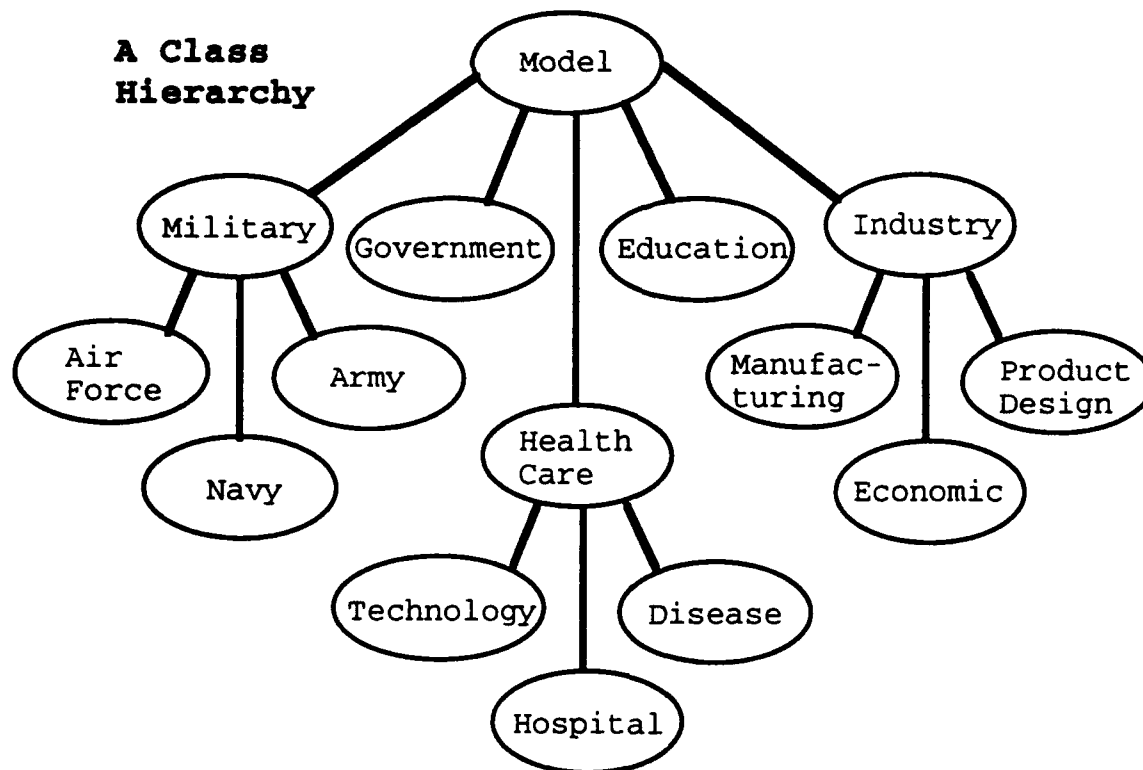 A Class
Hierarchy
Model
Military
Government
Education
Industry
Air
Force
Army
Navy
Manufac-
turing
Product
Design
Economic
Health
Care
Technology
Disease
Hospital